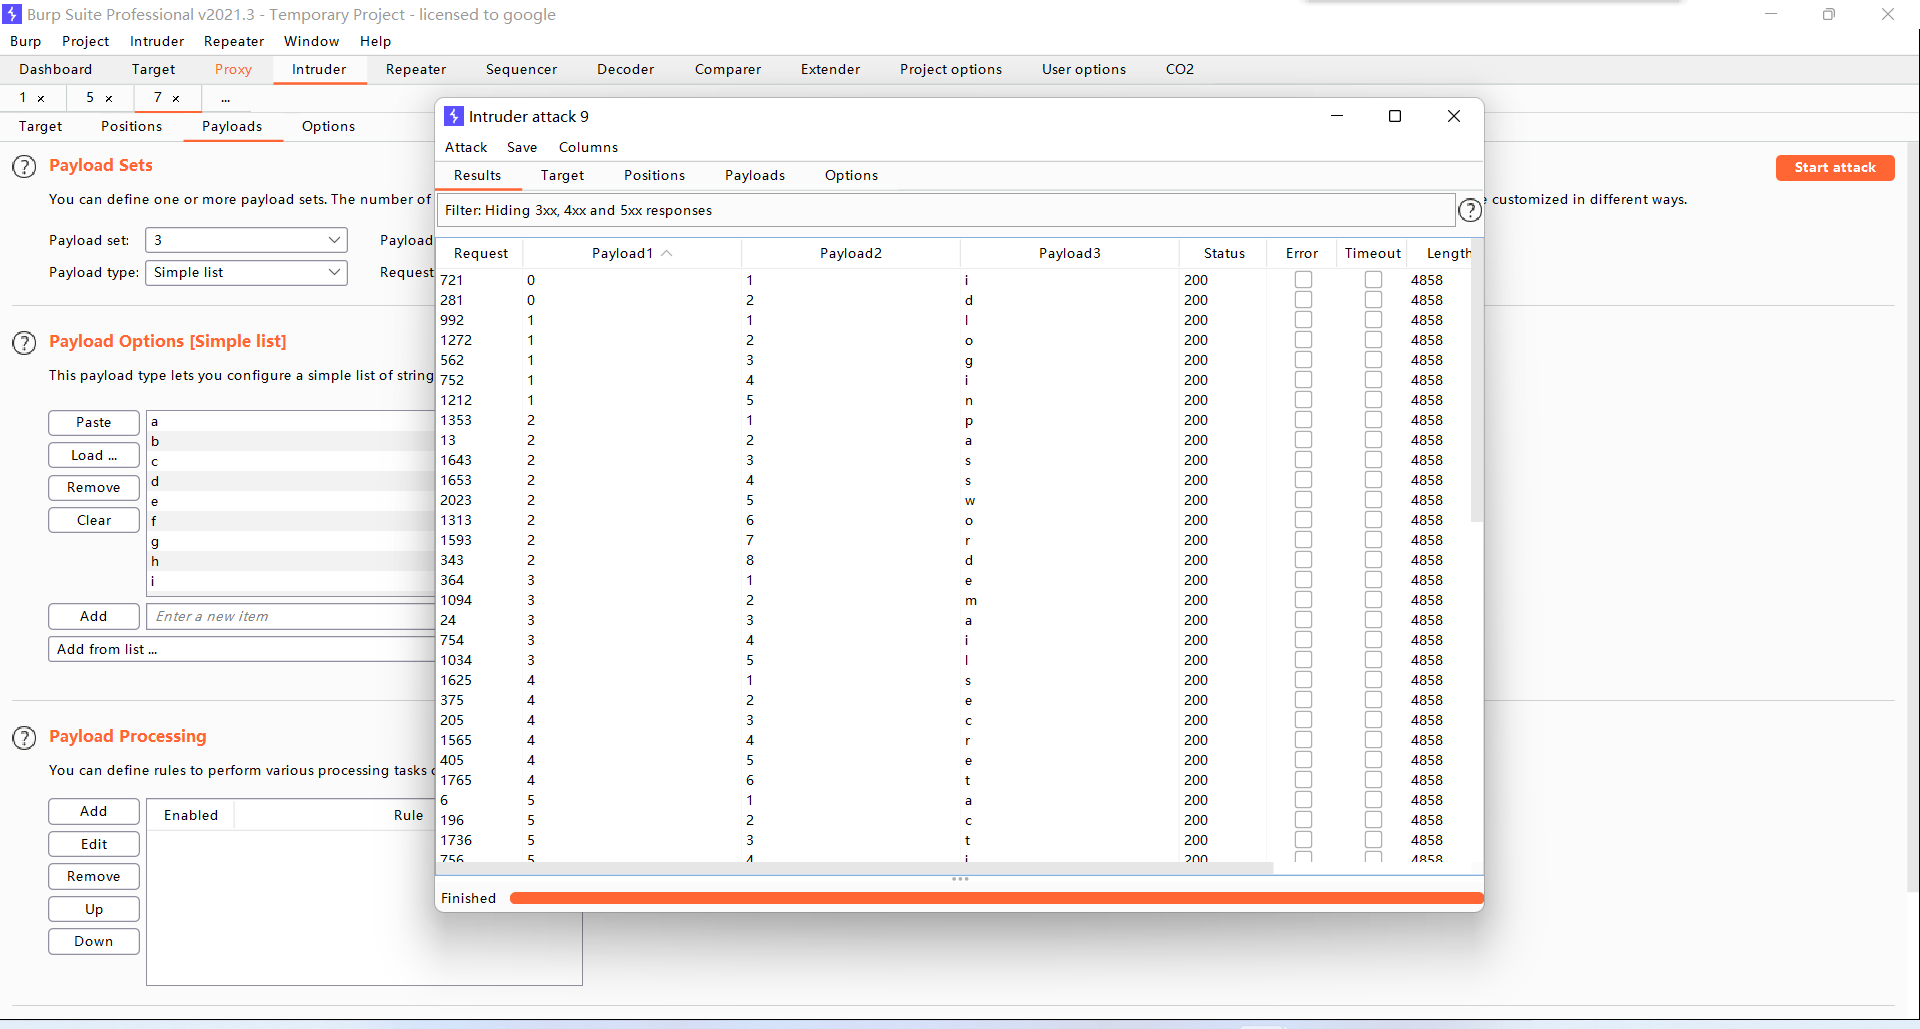 Burp Suite Professional v2021.3 - Temporary Project - licensed to google
Burp Project Intruder Repeater Window Help
Dashboard Target Proxy Intruder Repeater Sequencer Decoder Comparer Extender Project options User options CO2
1 × 5 × 7 × ...
Target Positions Payloads Options
Payload Sets
Start attack
You can define one or more payload sets. The number of
customized in different ways.
Payload set: 3 Payload
Payload type: Simple list Request
Payload Options [Simple list]
This payload type lets you configure a simple list of string
Paste
Load ...
Remove
Clear
a
b
c
d
e
f
g
h
i
Add Enter a new item
Add from list ...
Payload Processing
You can define rules to perform various processing tasks
Add
Edit
Remove
Up
Down
Enabled Rule
Intruder attack 9
Attack Save Columns
Results Target Positions Payloads Options
Filter: Hiding 3xx, 4xx and 5xx responses
Request Payload1 Payload2 Payload3 Status Error Timeout Length
721 0 1 i 200 4858
281 0 2 d 200 4858
992 1 1 l 200 4858
1272 1 2 o 200 4858
562 1 3 g 200 4858
752 1 4 i 200 4858
1212 1 5 n 200 4858
1353 2 1 p 200 4858
13 2 2 a 200 4858
1643 2 3 s 200 4858
1653 2 4 s 200 4858
2023 2 5 w 200 4858
1313 2 6 o 200 4858
1593 2 7 r 200 4858
343 2 8 d 200 4858
364 3 1 e 200 4858
1094 3 2 m 200 4858
24 3 3 a 200 4858
754 3 4 i 200 4858
1034 3 5 l 200 4858
1625 4 1 s 200 4858
375 4 2 e 200 4858
205 4 3 c 200 4858
1565 4 4 r 200 4858
405 4 5 e 200 4858
1765 4 6 t 200 4858
6 5 1 a 200 4858
196 5 2 c 200 4858
1736 5 3 t 200 4858
756 5 4 i 200 4858
Finished